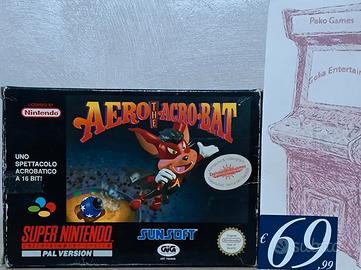 Pako Games
LICENSED BY
Nintendo
AERO THE ACRO-BAT
UNO
SPETTACOLO
ACROBATICO
A 16 BIT!
SUPER NINTENDO
ENTERTAINMENT SYSTEM
PAL VERSION
SUNSOFT
GiG
€ 69,99